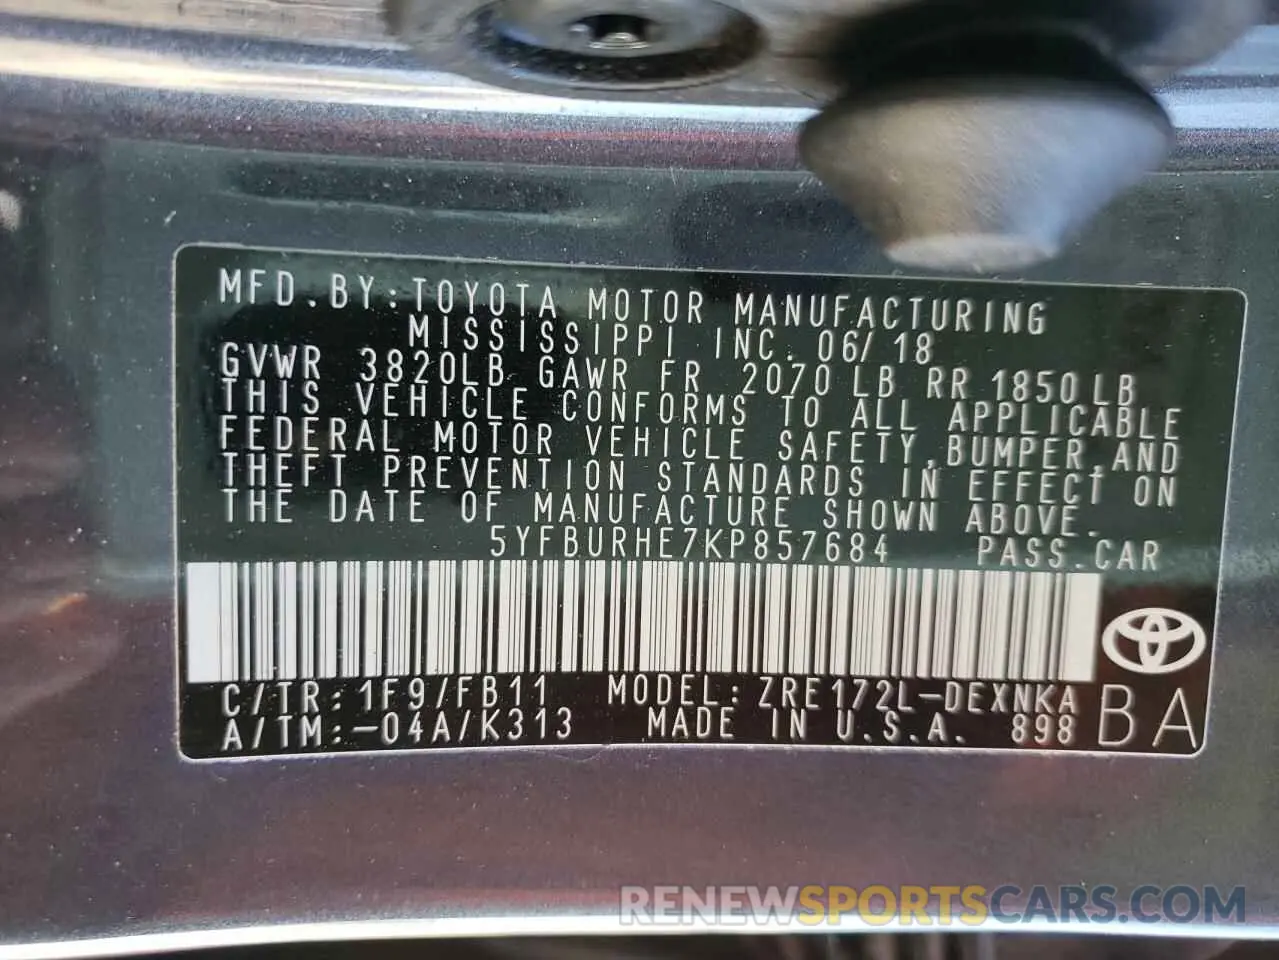 MFD.BY:TOYOTA MOTOR MANUFACTURING
MISSISSIPPI INC. 06/18
GVWR 3820LB GAWR FR 2070LB RR 1850LB
THIS VEHICLE CONFORMS TO ALL APPLICABLE
FEDERAL MOTOR VEHICLE SAFETY,BUMPER,AND
THEFT PREVENTION STANDARDS IN EFFECT ON
THE DATE OF MANUFACTURE SHOWN ABOVE.
5YFBURHE7KP857684 PASS.CAR
C/TR:1F9/FB11 MODEL:ZRE172L-DEXNKA
A/TM:-04A/K313 MADE IN U.S.A. 898 BA
RENEWSPORTSCARS.COM